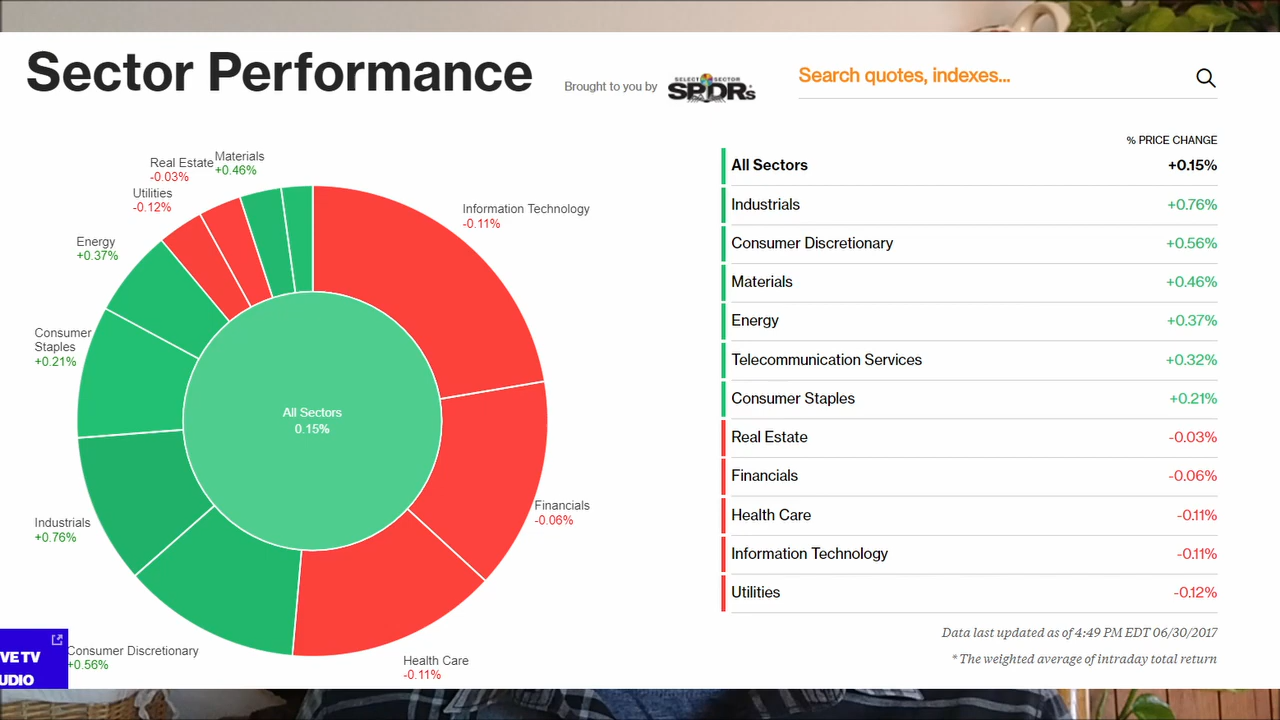 Sector Performance
Brought to you by
SELECT SECTOR
SPDRs
Search quotes, indexes...
Real Estate
-0.03%
Materials
+0.46%
Utilities
-0.12%
Information Technology
-0.11%
Energy
+0.37%
Consumer
Staples
+0.21%
All Sectors
0.15%
Financials
-0.06%
Industrials
+0.76%
Consumer Discretionary
+0.56%
Health Care
-0.11%
VE TV
UDIO
% PRICE CHANGE
All Sectors +0.15%
Industrials +0.76%
Consumer Discretionary +0.56%
Materials +0.46%
Energy +0.37%
Telecommunication Services +0.32%
Consumer Staples +0.21%
Real Estate -0.03%
Financials -0.06%
Health Care -0.11%
Information Technology -0.11%
Utilities -0.12%
Data last updated as of 4:49 PM EDT 06/30/2017
* The weighted average of intraday total return